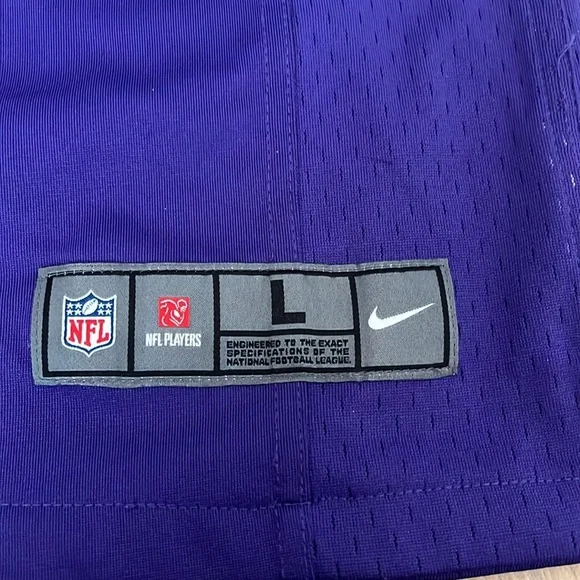 NFL
NFL PLAYERS
L
ENGINEERED TO THE EXACT
SPECIFICATIONS OF THE
NATIONAL FOOTBALL LEAGUE.